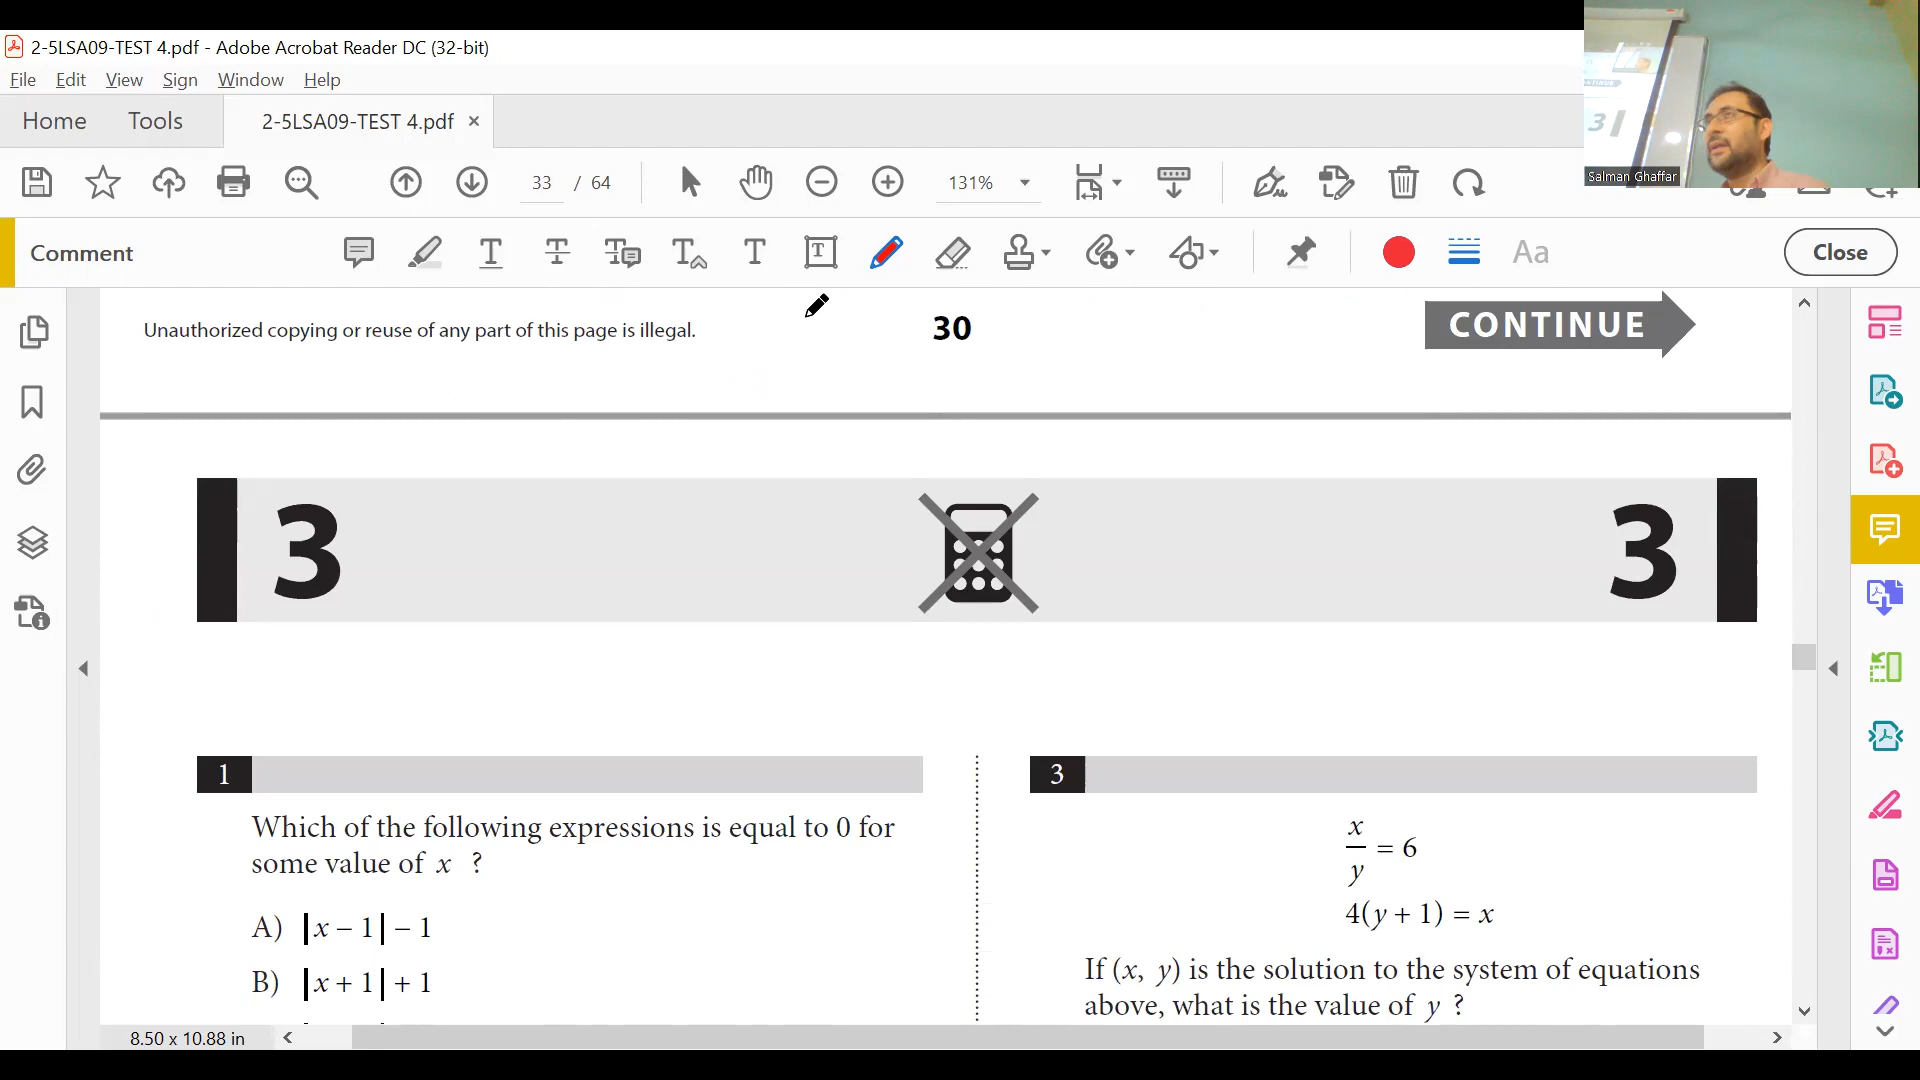 2-5LSA09-TEST 4.pdf - Adobe Acrobat Reader DC (32-bit)
File Edit View Sign Window Help
Home Tools 2-5LSA09-TEST 4.pdf ×
33 / 64 131%
Salman Ghaffar
Comment Aa Close
Unauthorized copying or reuse of any part of this page is illegal. 30 CONTINUE
3 3
1
Which of the following expressions is equal to 0 for
some value of x ?
A) |x − 1| − 1
B) |x + 1| + 1
3
x/y = 6
4(y + 1) = x
If (x, y) is the solution to the system of equations
above, what is the value of y ?
8.50 x 10.88 in